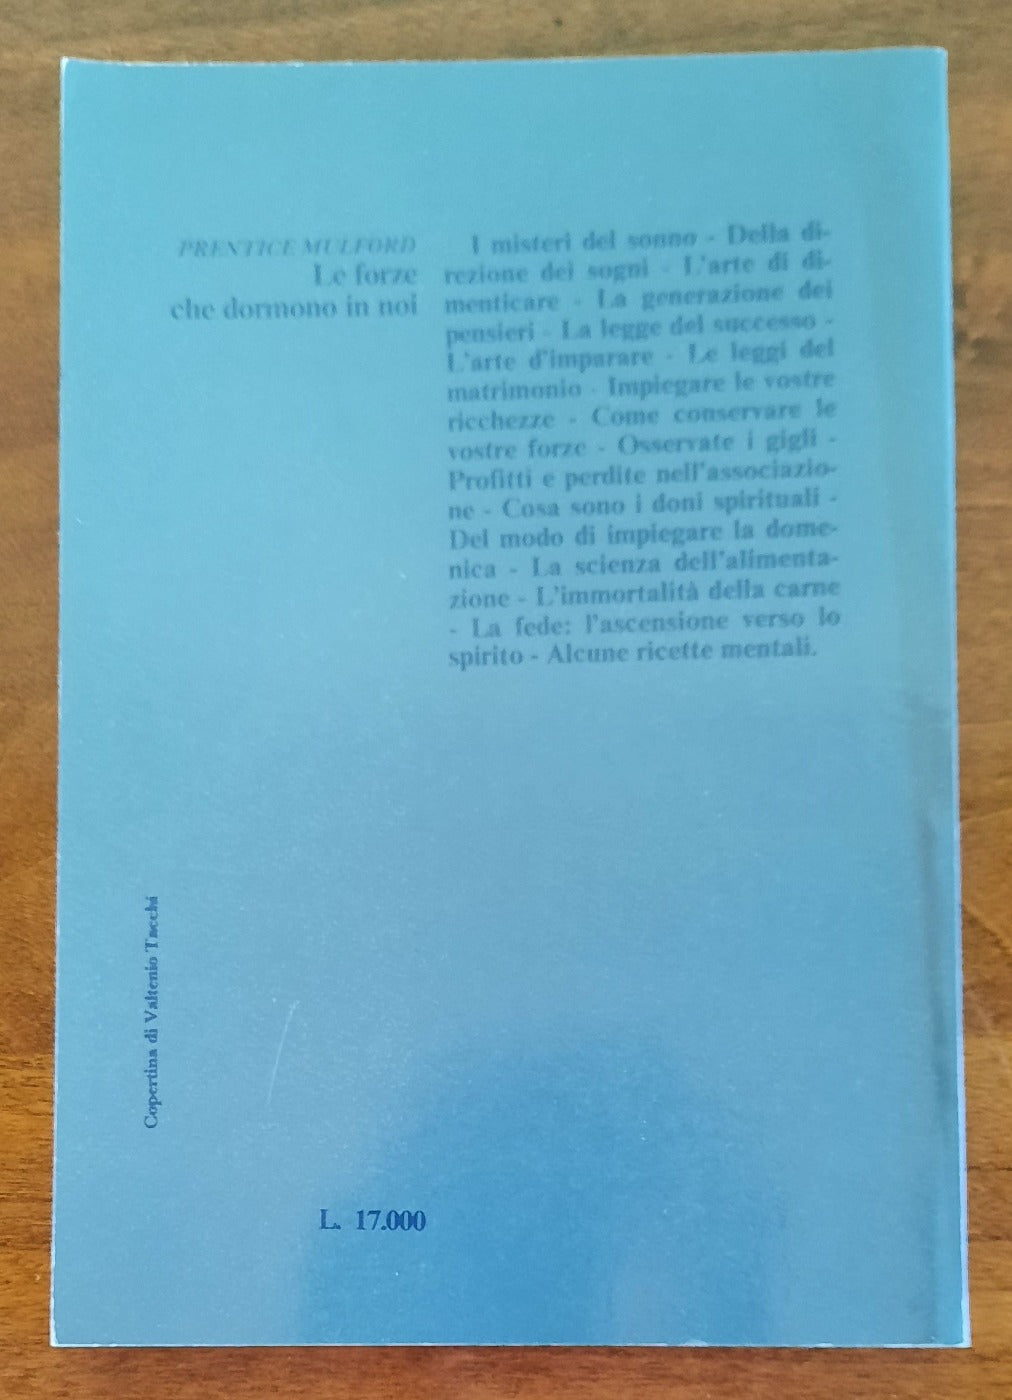 PRENTICE MULFORD
Le forze
che dormono in noi
I misteri del sonno - Della di-
rezione dei sogni - L'arte di di-
menticare - La generazione dei
pensieri - La legge del successo -
L'arte d'imparare - Le leggi del
matrimonio - Impiegare le vostre
ricchezze - Come conservare le
vostre forze - Osservate i gigli -
Profitti e perdite nell'associazio-
ne - Cosa sono i doni spirituali -
Del modo di impiegare la dome-
nica - La scienza dell'alimenta-
zione - L'immortalità della carne
- La fede: l'ascensione verso lo
spirito - Alcune ricette mentali.
Copertina di Valtenio Tacchi
L. 17.000